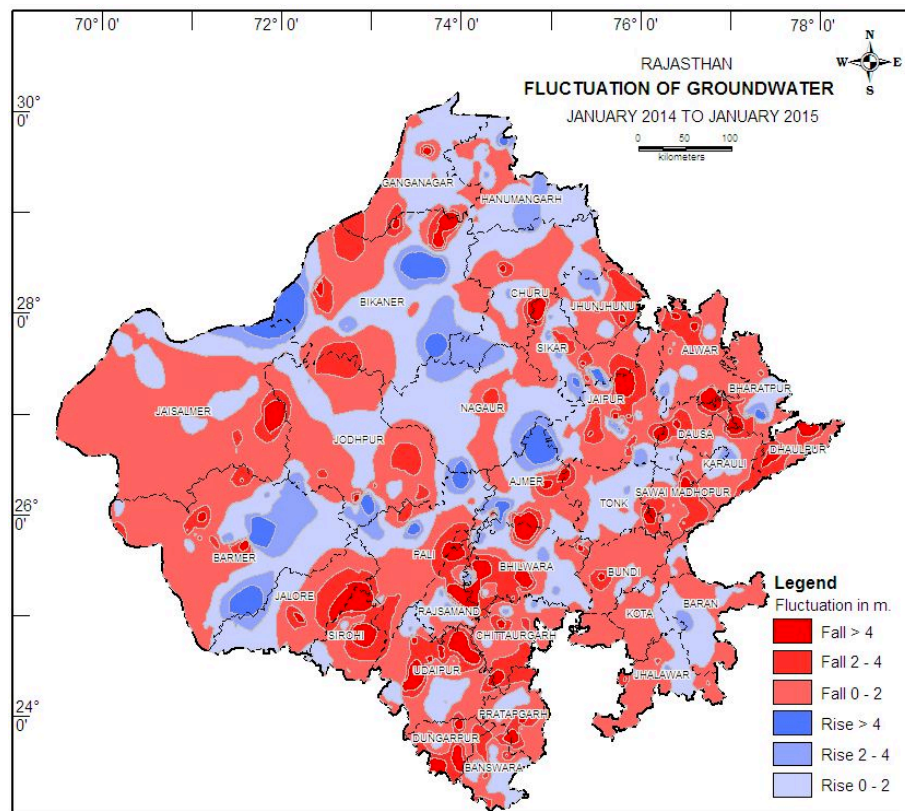 70° 0'
72° 0'
74° 0'
76° 0'
78° 0'
N
W E
S
RAJASTHAN
FLUCTUATION OF GROUNDWATER
JANUARY 2014 TO JANUARY 2015
0 50 100
kilometers
30°
0'
GANGANAGAR
HANUMANGARH
28°
0'
BIKANER
CHURU
JHUNJHUNU
SIKAR
ALWAR
JAISALMER
NAGAUR
JAIPUR
BHARATPUR
JODHPUR
DAUSA
DHAULPUR
KARAULI
AJMER
26°
0'
TONK
SAWAI MADHOPUR
BARMER
PALI
BHILWARA
BUNDI
JALORE
RAJSAMAND
KOTA
BARAN
SIROHI
CHITTAURGARH
UDAIPUR
JHALAWAR
24°
0'
PRATAPGARH
DUNGARPUR
BANSWARA
Legend
Fluctuation in m.
Fall > 4
Fall 2 - 4
Fall 0 - 2
Rise > 4
Rise 2 - 4
Rise 0 - 2